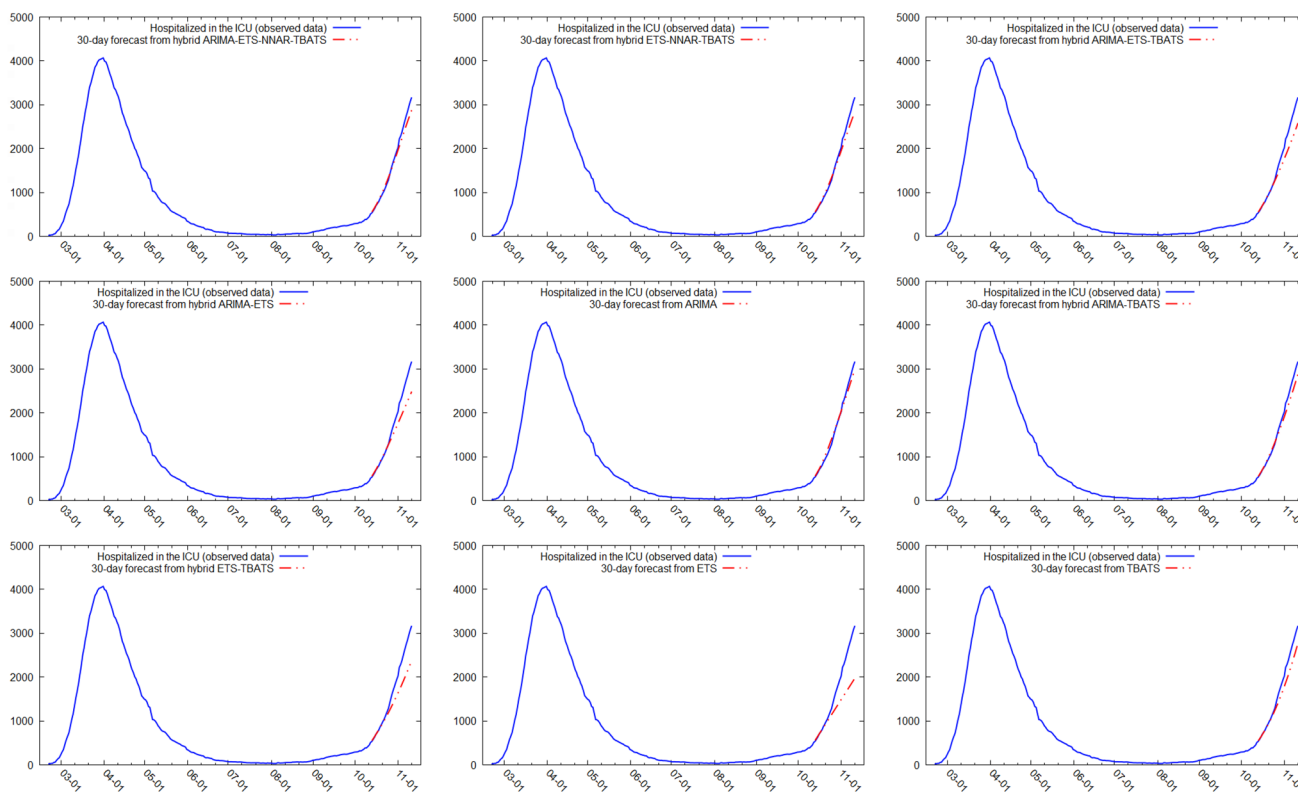 5000
4000
3000
2000
1000
0
Hospitalized in the ICU (observed data)
30-day forecast from hybrid ARIMA-ETS-NNAR-TBATS
03-01 04-01 05-01 06-01 07-01 08-01 09-01 10-01 11-01
5000
4000
3000
2000
1000
0
Hospitalized in the ICU (observed data)
30-day forecast from hybrid ETS-NNAR-TBATS
03-01 04-01 05-01 06-01 07-01 08-01 09-01 10-01 11-01
5000
4000
3000
2000
1000
0
Hospitalized in the ICU (observed data)
30-day forecast from hybrid ARIMA-ETS-TBATS
03-01 04-01 05-01 06-01 07-01 08-01 09-01 10-01 11-01
5000
4000
3000
2000
1000
0
Hospitalized in the ICU (observed data)
30-day forecast from hybrid ARIMA-ETS
03-01 04-01 05-01 06-01 07-01 08-01 09-01 10-01 11-01
5000
4000
3000
2000
1000
0
Hospitalized in the ICU (observed data)
30-day forecast from ARIMA
03-01 04-01 05-01 06-01 07-01 08-01 09-01 10-01 11-01
5000
4000
3000
2000
1000
0
Hospitalized in the ICU (observed data)
30-day forecast from hybrid ARIMA-TBATS
03-01 04-01 05-01 06-01 07-01 08-01 09-01 10-01 11-01
5000
4000
3000
2000
1000
0
Hospitalized in the ICU (observed data)
30-day forecast from hybrid ETS-TBATS
03-01 04-01 05-01 06-01 07-01 08-01 09-01 10-01 11-01
5000
4000
3000
2000
1000
0
Hospitalized in the ICU (observed data)
30-day forecast from ETS
03-01 04-01 05-01 06-01 07-01 08-01 09-01 10-01 11-01
5000
4000
3000
2000
1000
0
Hospitalized in the ICU (observed data)
30-day forecast from TBATS
03-01 04-01 05-01 06-01 07-01 08-01 09-01 10-01 11-01